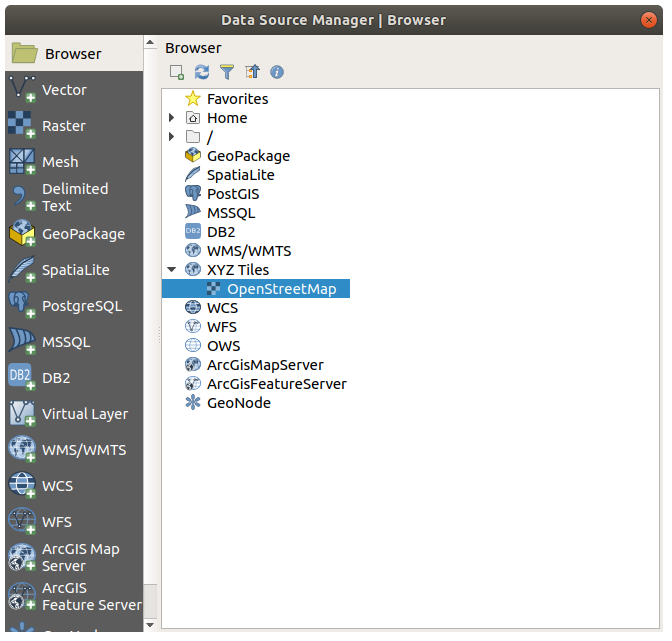 Data Source Manager | Browser
Browser
Vector
Raster
Mesh
Delimited
Text
GeoPackage
SpatiaLite
PostgreSQL
MSSQL
DB2
DB2
Virtual Layer
WMS/WMTS
WCS
WFS
ArcGIS Map
Server
ArcGIS
Feature Server
Browser
Favorites
Home
/
GeoPackage
SpatiaLite
PostGIS
MSSQL
DB2
DB2
WMS/WMTS
XYZ Tiles
OpenStreetMap
WCS
WFS
OWS
ArcGisMapServer
ArcGisFeatureServer
GeoNode